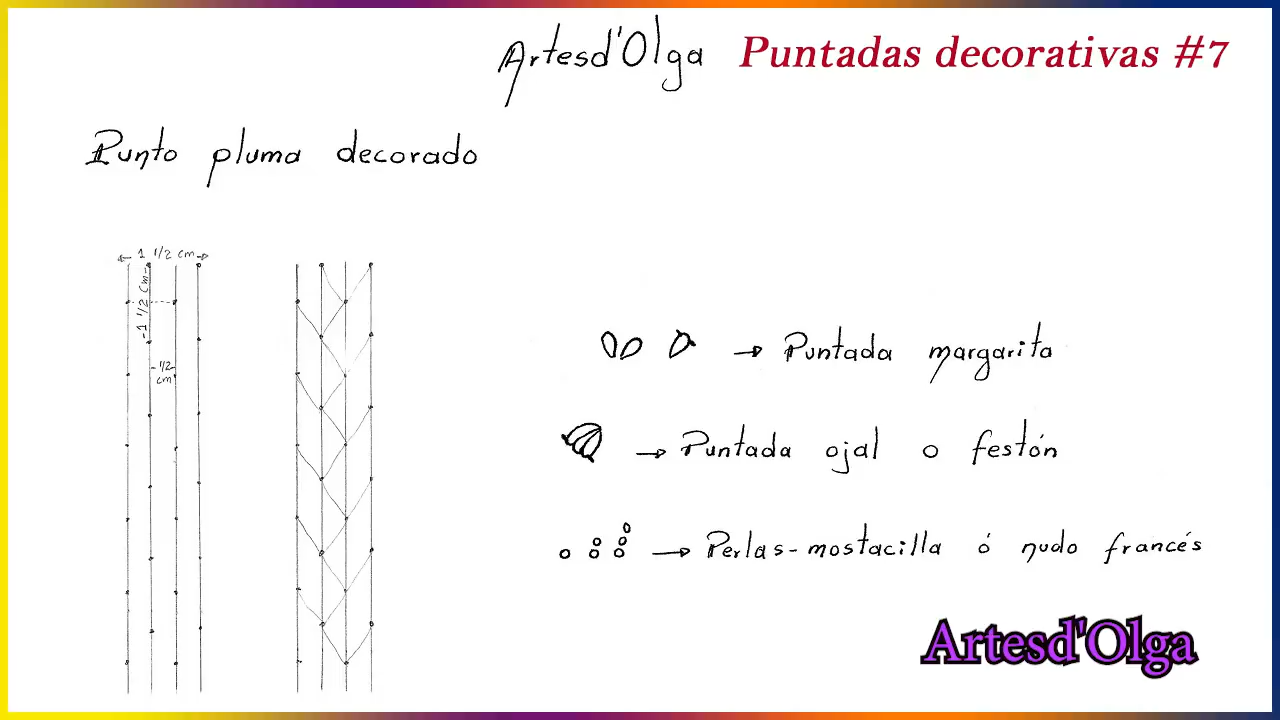 Artesd'Olga Puntadas decorativas #7
Punto pluma decorado
1 1/2 cm
1 1/2 cm
1/2
cm
Puntada margarita
Puntada ojal o festón
Perlas-mostacilla ó nudo francés
Artesd'Olga